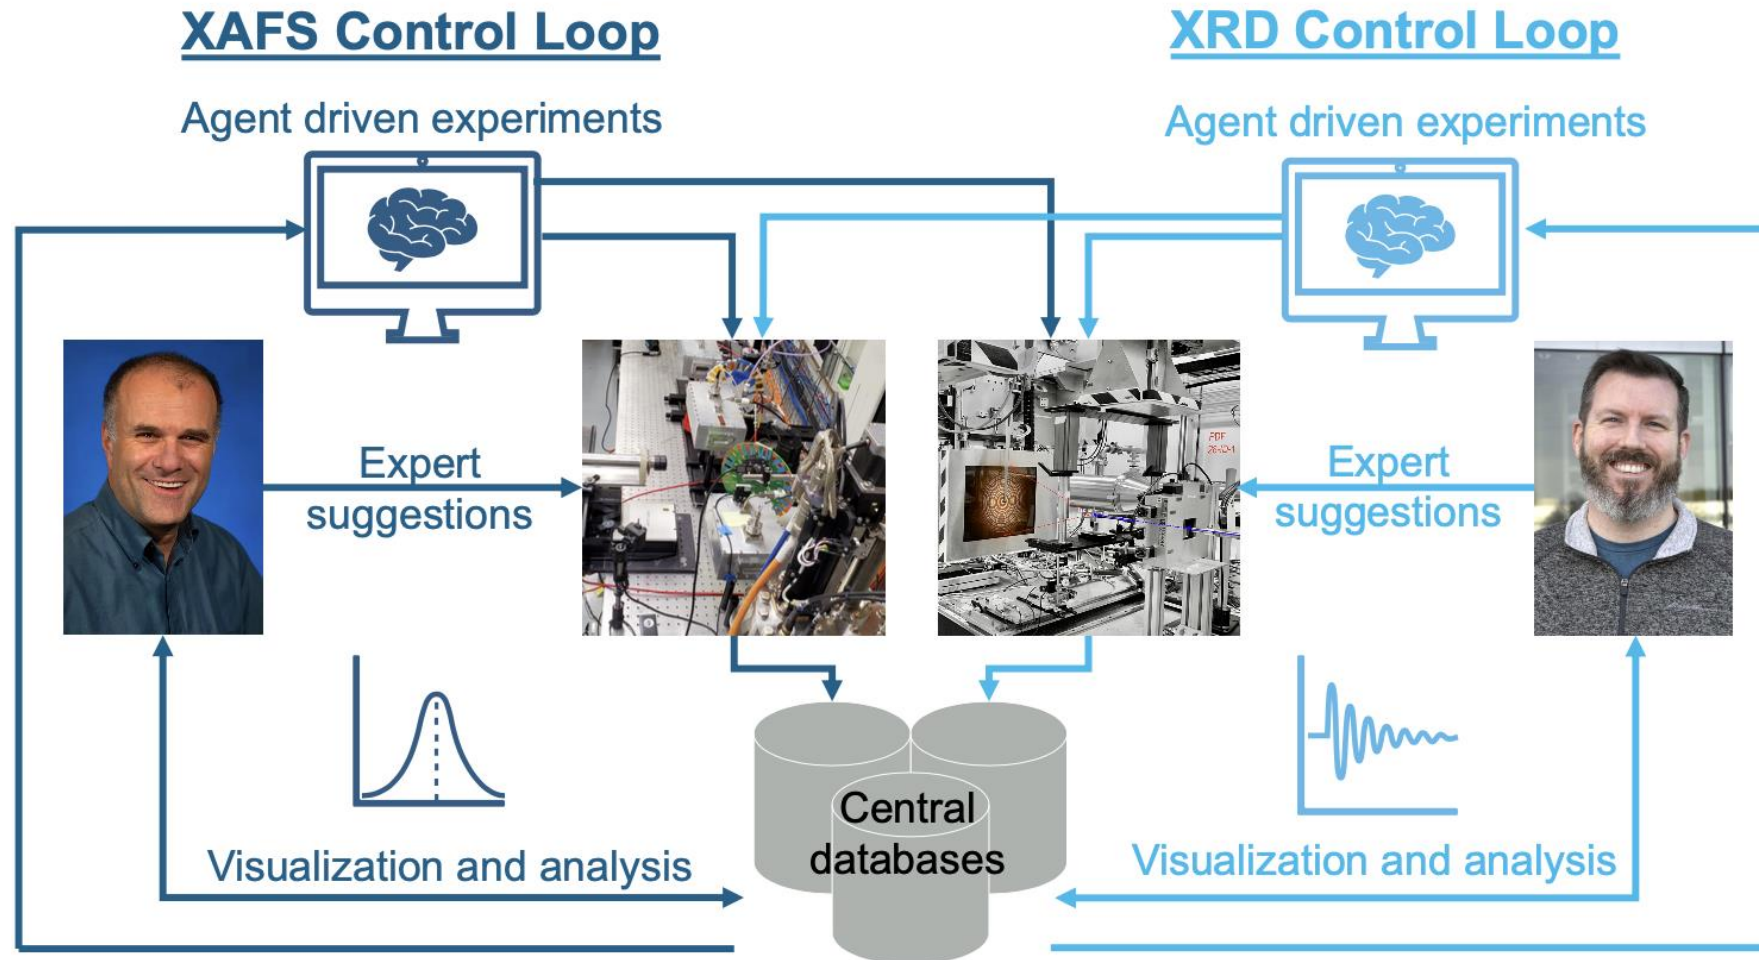 XAFS Control Loop
XRD Control Loop
Agent driven experiments
Agent driven experiments
Expert
suggestions
PDF
Expert
suggestions
Central
databases
Visualization and analysis
Visualization and analysis